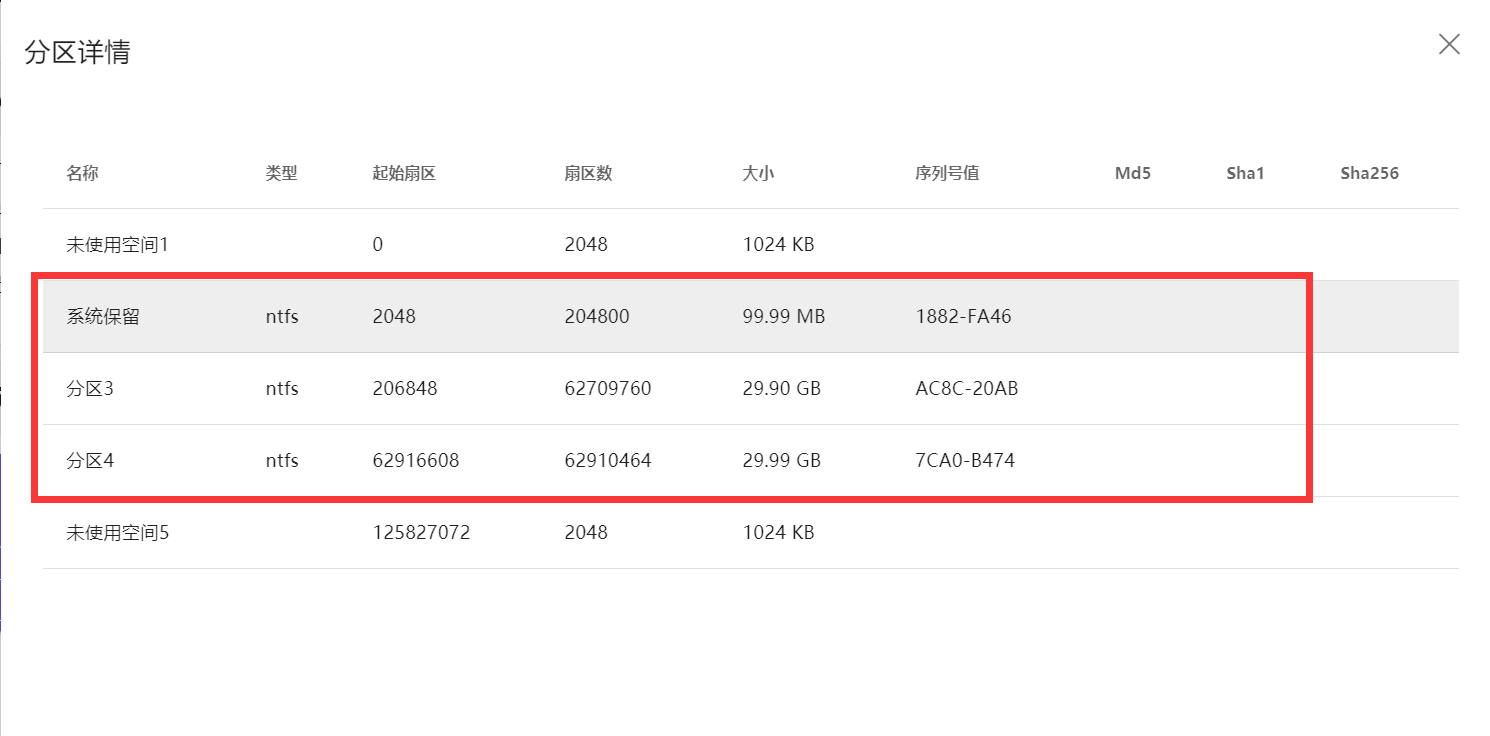 分区详情
名称 类型 起始扇区 扇区数 大小 序列号值 Md5 Sha1 Sha256
未使用空间1 0 2048 1024 KB
系统保留 ntfs 2048 204800 99.99 MB 1882-FA46
分区3 ntfs 206848 62709760 29.90 GB AC8C-20AB
分区4 ntfs 62916608 62910464 29.99 GB 7CA0-B474
未使用空间5 125827072 2048 1024 KB